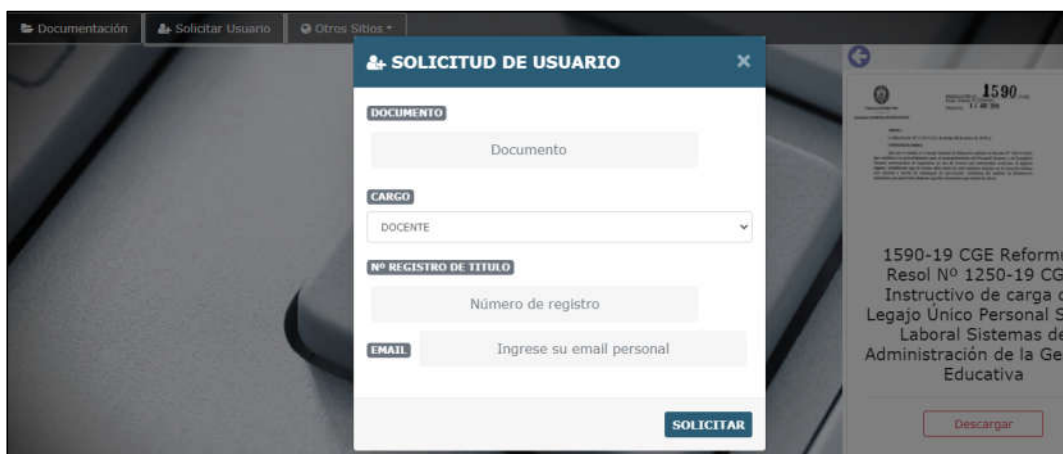 Documentación
Solicitar Usuario
Otros Sitios
SOLICITUD DE USUARIO
×
DOCUMENTO
Documento
CARGO
DOCENTE
Nº REGISTRO DE TITULO
Número de registro
EMAIL
Ingrese su email personal
SOLICITAR
1590
1590-19 CGE Reform
Resol Nº 1250-19 CG
Instructivo de carga
Legajo Único Personal S
Laboral Sistemas de
Administración de la Ge
Educativa
Descargar